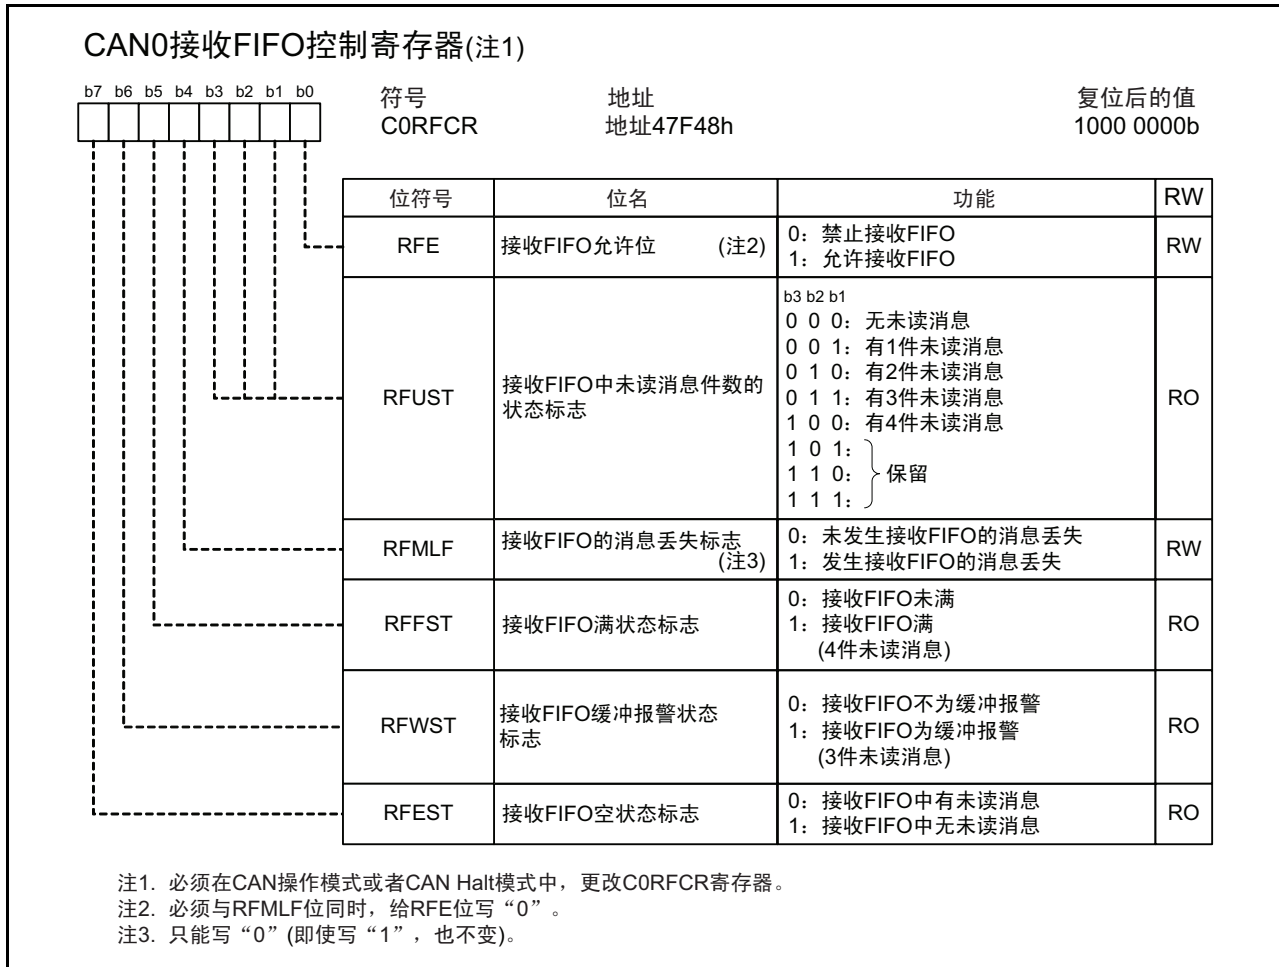 CAN0接收FIFO控制寄存器(注1)
b7 b6 b5 b4 b3 b2 b1 b0
符号 地址 复位后的值
C0RFCR 地址47F48h 1000 0000b
位符号 位名 功能 RW
RFE 接收FIFO允许位 (注2) 0：禁止接收FIFO RW
1：允许接收FIFO
b3 b2 b1
0 0 0：无未读消息
0 0 1：有1件未读消息
0 1 0：有2件未读消息
RFUST 接收FIFO中未读消息件数的 0 1 1：有3件未读消息 RO
状态标志 1 0 0：有4件未读消息
1 0 1：
1 1 0： 保留
1 1 1：
RFMLF 接收FIFO的消息丢失标志 0：未发生接收FIFO的消息丢失 RW
(注3) 1：发生接收FIFO的消息丢失
0：接收FIFO未满
RFFST 接收FIFO满状态标志 1：接收FIFO满 RO
(4件未读消息)
RFWST 接收FIFO缓冲报警状态 0：接收FIFO不为缓冲报警 RO
标志 1：接收FIFO为缓冲报警
(3件未读消息)
RFEST 接收FIFO空状态标志 0：接收FIFO中有未读消息 RO
1：接收FIFO中无未读消息
注1. 必须在CAN操作模式或者CAN Halt模式中，更改C0RFCR寄存器。
注2. 必须与RFMLF位同时，给RFE位写“0”。
注3. 只能写“0”(即使写“1”，也不变)。